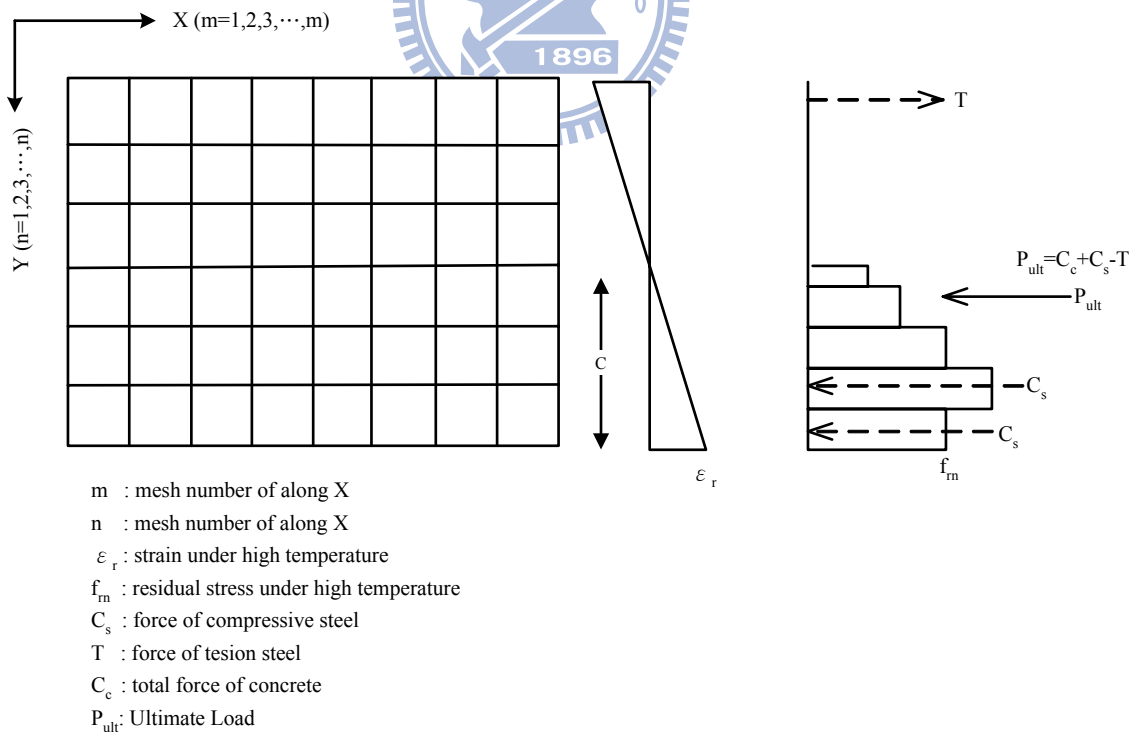 X (m=1,2,3,⋯,m)
1896
Y (n=1,2,3,⋯,n)
T
P_ult=C_c+C_s-T
P_ult
C
C_s
C_s
ε_r
f_rn
m : mesh number of along X
n : mesh number of along X
ε_r : strain under high temperature
f_rn : residual stress under high temperature
C_s : force of compressive steel
T : force of tesion steel
C_c : total force of concrete
P_ult: Ultimate Load